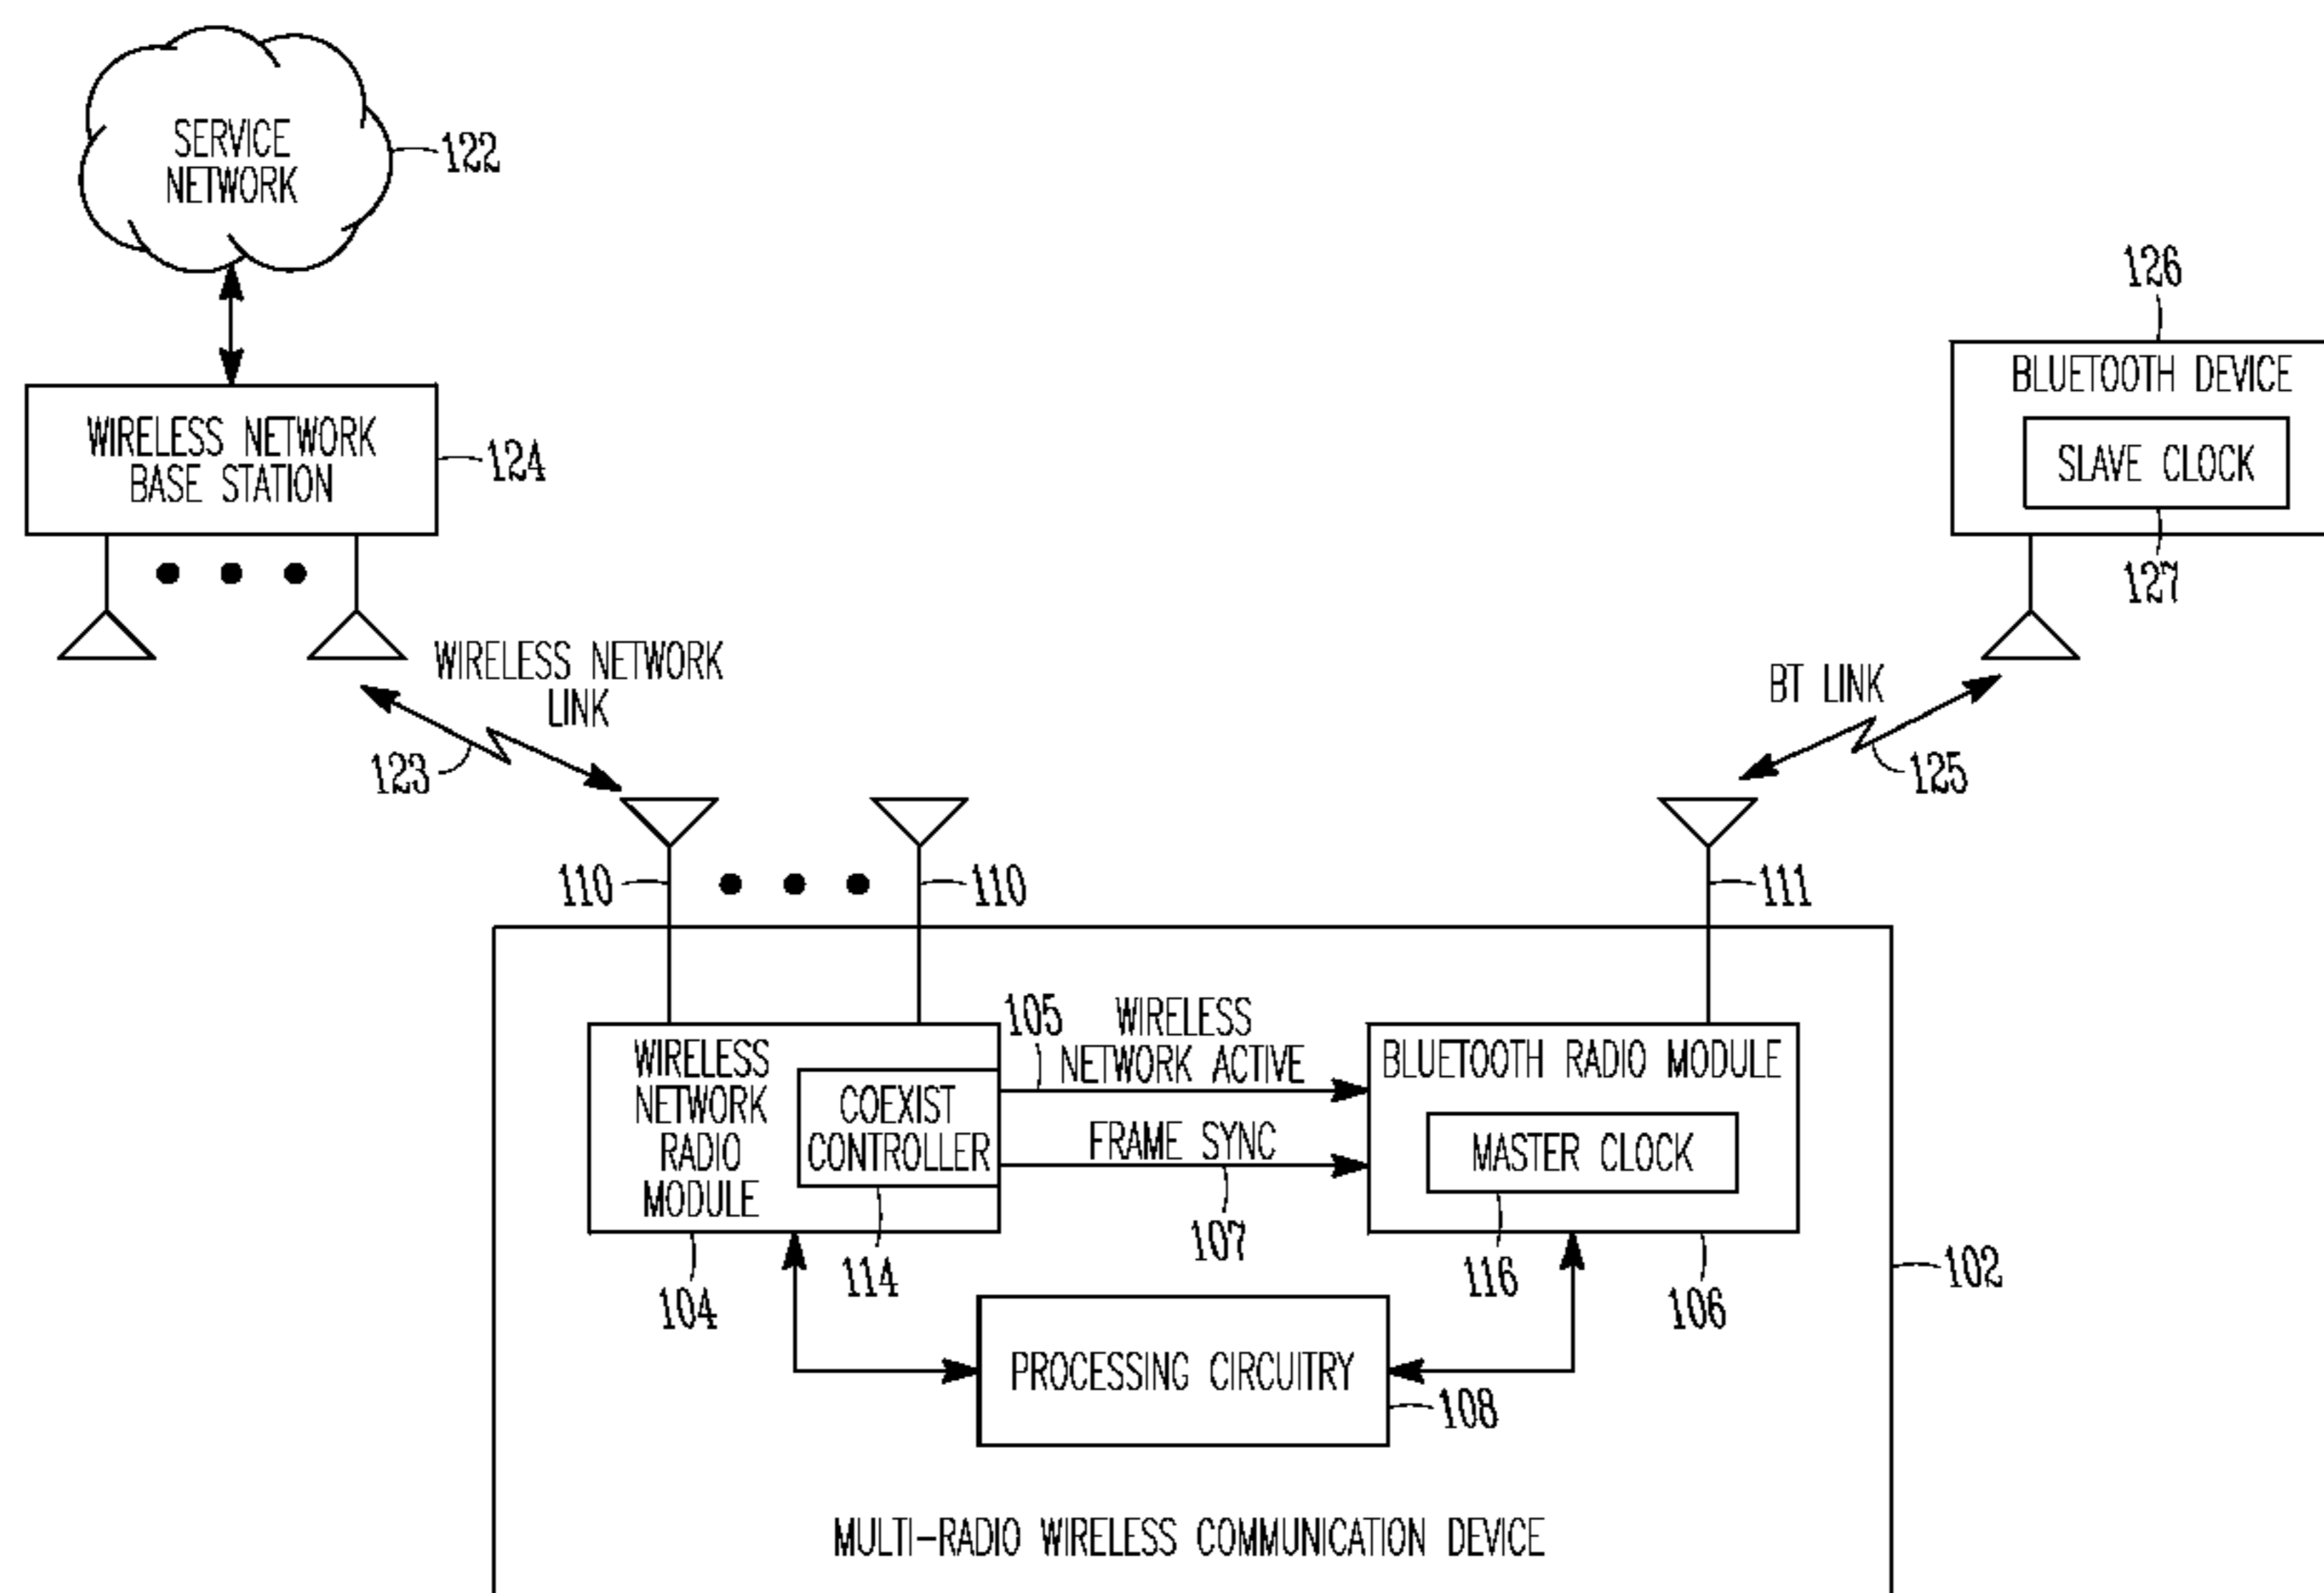 SERVICE
NETWORK
122
126
BLUETOOTH DEVICE
SLAVE CLOCK
127
WIRELESS NETWORK
BASE STATION
124
WIRELESS NETWORK
LINK
123
BT LINK
125
110
110
111
105
WIRELESS
NETWORK ACTIVE
WIRELESS
NETWORK
RADIO
MODULE
COEXIST
CONTROLLER
FRAME SYNC
107
BLUETOOTH RADIO MODULE
MASTER CLOCK
104
114
116
106
102
PROCESSING CIRCUITRY
108
MULTI-RADIO WIRELESS COMMUNICATION DEVICE